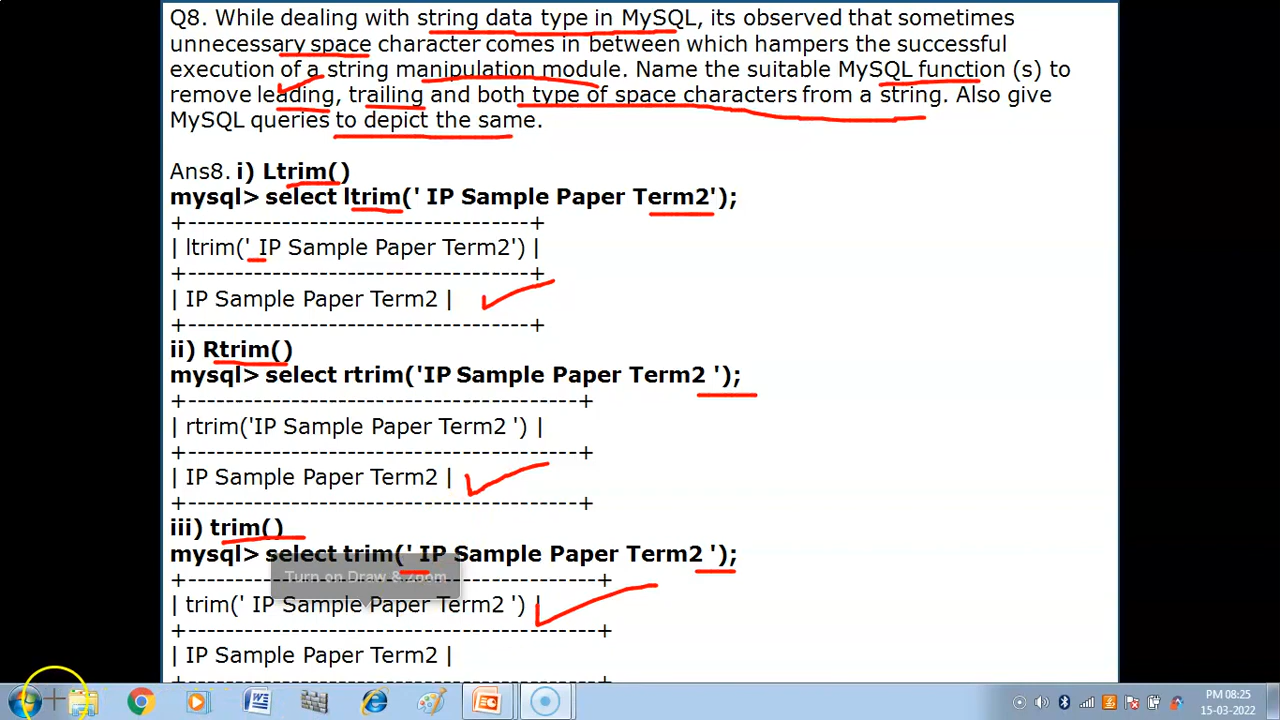 Q8. While dealing with string data type in MySQL, its observed that sometimes
unnecessary space character comes in between which hampers the successful
execution of a string manipulation module. Name the suitable MySQL function (s) to
remove leading, trailing and both type of space characters from a string. Also give
MySQL queries to depict the same.
Ans8. i) Ltrim()
mysql> select ltrim(' IP Sample Paper Term2');
+-----------------------------------+
| ltrim(' IP Sample Paper Term2') |
+-----------------------------------+
| IP Sample Paper Term2 |
+-----------------------------------+
ii) Rtrim()
mysql> select rtrim('IP Sample Paper Term2 ');
+----------------------------------------+
| rtrim('IP Sample Paper Term2 ') |
+----------------------------------------+
| IP Sample Paper Term2 |
+----------------------------------------+
iii) trim()
mysql> select trim(' IP Sample Paper Term2 ');
+------------------------------------------+
Turn on Draw & Zoom
| trim(' IP Sample Paper Term2 ') |
+------------------------------------------+
| IP Sample Paper Term2 |
PM 08:25
15-03-2022